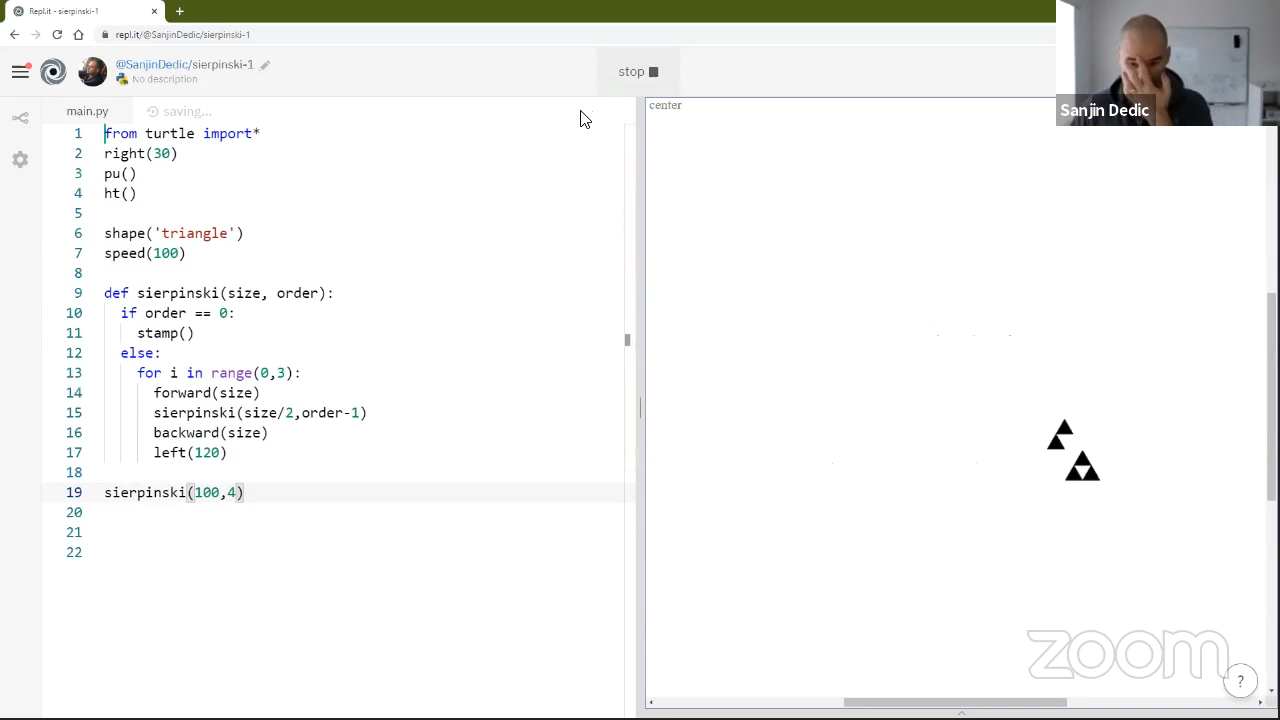 Repl.it - sierpinski-1
repl.it/@SanjinDedic/sierpinski-1
@SanjinDedic/sierpinski-1
No description
stop
Sanjin Dedic
main.py
saving...
center
1 from turtle import*
2 right(30)
3 pu()
4 ht()
5
6 shape('triangle')
7 speed(100)
8
9 def sierpinski(size, order):
10 if order == 0:
11 stamp()
12 else:
13 for i in range(0,3):
14 forward(size)
15 sierpinski(size/2,order-1)
16 backward(size)
17 left(120)
18
19 sierpinski(100,4)
20
21
22
zoom
?